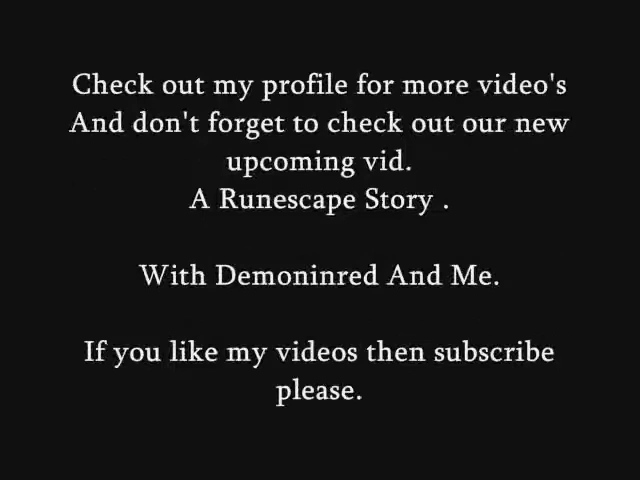 Check out my profile for more video's
And don't forget to check out our new
upcoming vid.
A Runescape Story .
With Demoninred And Me.
If you like my videos then subscribe
please.